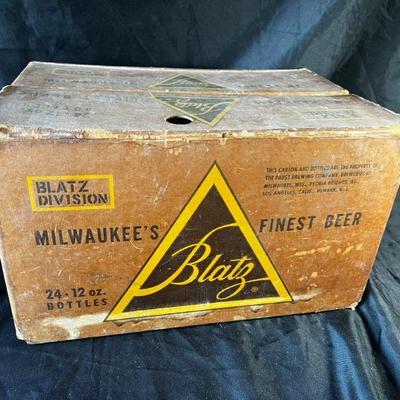 Blatz
BLATZ
DIVISION
THIS CARTON AND BOTTLES ARE THE PROPERTY OF
THE PABST BREWING COMPANY, BREWERIES AT
MILWAUKEE, WIS., PEORIA HEIGHTS, ILL.,
LOS ANGELES, CALIF., NEWARK, N.J.
MILWAUKEE'S FINEST BEER
Blatz ®
24 - 12 oz.
BOTTLES